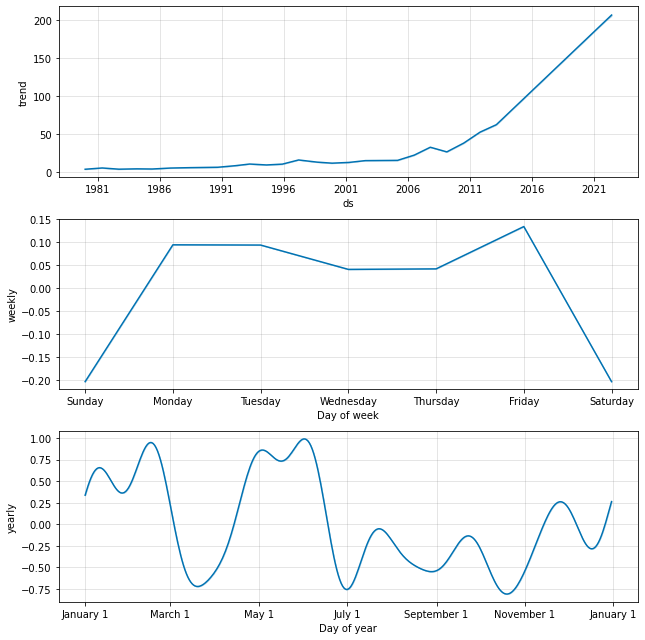 200
150
100
50
0
trend
1981 1986 1991 1996 2001 2006 2011 2016 2021
ds
0.15
0.10
0.05
0.00
−0.05
−0.10
−0.15
−0.20
weekly
Sunday Monday Tuesday Wednesday Thursday Friday Saturday
Day of week
1.00
0.75
0.50
0.25
0.00
−0.25
−0.50
−0.75
yearly
January 1 March 1 May 1 July 1 September 1 November 1 January 1
Day of year